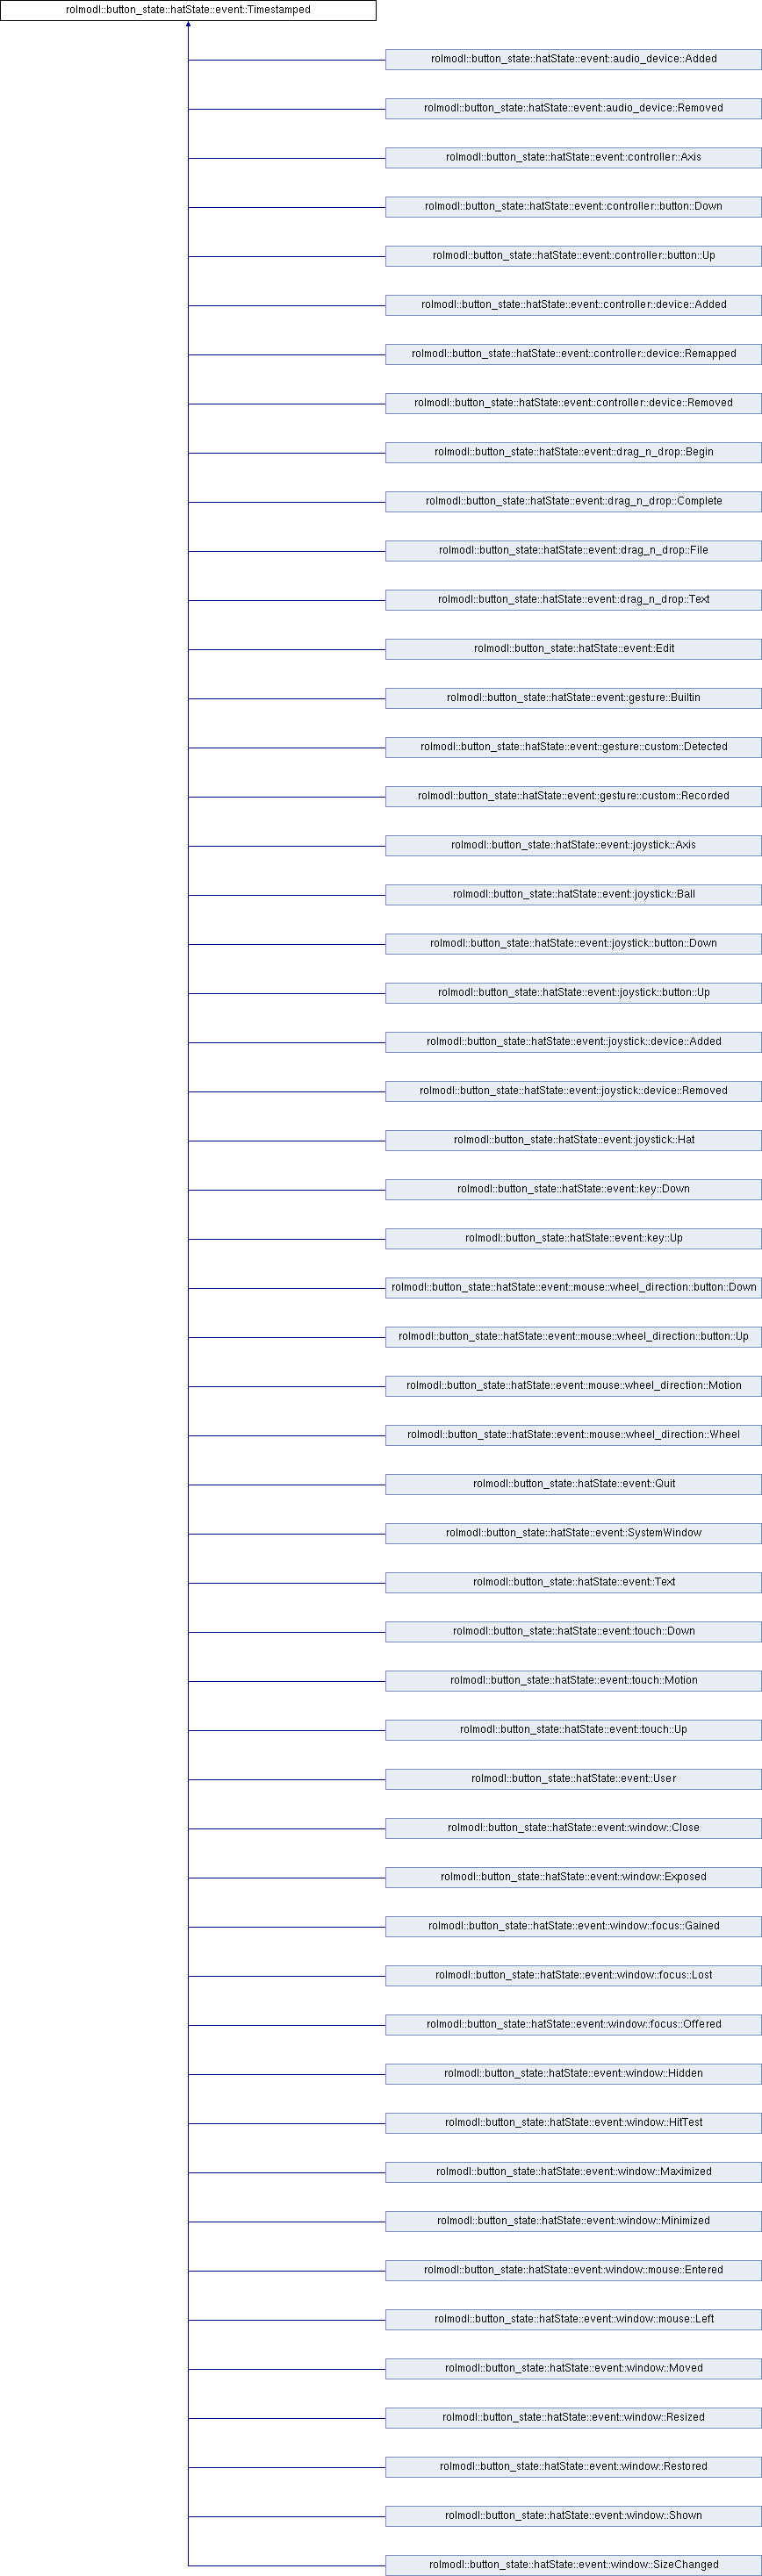 rolmodl::button_state::hatState::event::Timestamped
rolmodl::button_state::hatState::event::audio_device::Added
rolmodl::button_state::hatState::event::audio_device::Removed
rolmodl::button_state::hatState::event::controller::Axis
rolmodl::button_state::hatState::event::controller::button::Down
rolmodl::button_state::hatState::event::controller::button::Up
rolmodl::button_state::hatState::event::controller::device::Added
rolmodl::button_state::hatState::event::controller::device::Remapped
rolmodl::button_state::hatState::event::controller::device::Removed
rolmodl::button_state::hatState::event::drag_n_drop::Begin
rolmodl::button_state::hatState::event::drag_n_drop::Complete
rolmodl::button_state::hatState::event::drag_n_drop::File
rolmodl::button_state::hatState::event::drag_n_drop::Text
rolmodl::button_state::hatState::event::Edit
rolmodl::button_state::hatState::event::gesture::Builtin
rolmodl::button_state::hatState::event::gesture::custom::Detected
rolmodl::button_state::hatState::event::gesture::custom::Recorded
rolmodl::button_state::hatState::event::joystick::Axis
rolmodl::button_state::hatState::event::joystick::Ball
rolmodl::button_state::hatState::event::joystick::button::Down
rolmodl::button_state::hatState::event::joystick::button::Up
rolmodl::button_state::hatState::event::joystick::device::Added
rolmodl::button_state::hatState::event::joystick::device::Removed
rolmodl::button_state::hatState::event::joystick::Hat
rolmodl::button_state::hatState::event::key::Down
rolmodl::button_state::hatState::event::key::Up
rolmodl::button_state::hatState::event::mouse::wheel_direction::button::Down
rolmodl::button_state::hatState::event::mouse::wheel_direction::button::Up
rolmodl::button_state::hatState::event::mouse::wheel_direction::Motion
rolmodl::button_state::hatState::event::mouse::wheel_direction::Wheel
rolmodl::button_state::hatState::event::Quit
rolmodl::button_state::hatState::event::SystemWindow
rolmodl::button_state::hatState::event::Text
rolmodl::button_state::hatState::event::touch::Down
rolmodl::button_state::hatState::event::touch::Motion
rolmodl::button_state::hatState::event::touch::Up
rolmodl::button_state::hatState::event::User
rolmodl::button_state::hatState::event::window::Close
rolmodl::button_state::hatState::event::window::Exposed
rolmodl::button_state::hatState::event::window::focus::Gained
rolmodl::button_state::hatState::event::window::focus::Lost
rolmodl::button_state::hatState::event::window::focus::Offered
rolmodl::button_state::hatState::event::window::Hidden
rolmodl::button_state::hatState::event::window::HitTest
rolmodl::button_state::hatState::event::window::Maximized
rolmodl::button_state::hatState::event::window::Minimized
rolmodl::button_state::hatState::event::window::mouse::Entered
rolmodl::button_state::hatState::event::window::mouse::Left
rolmodl::button_state::hatState::event::window::Moved
rolmodl::button_state::hatState::event::window::Resized
rolmodl::button_state::hatState::event::window::Restored
rolmodl::button_state::hatState::event::window::Shown
rolmodl::button_state::hatState::event::window::SizeChanged